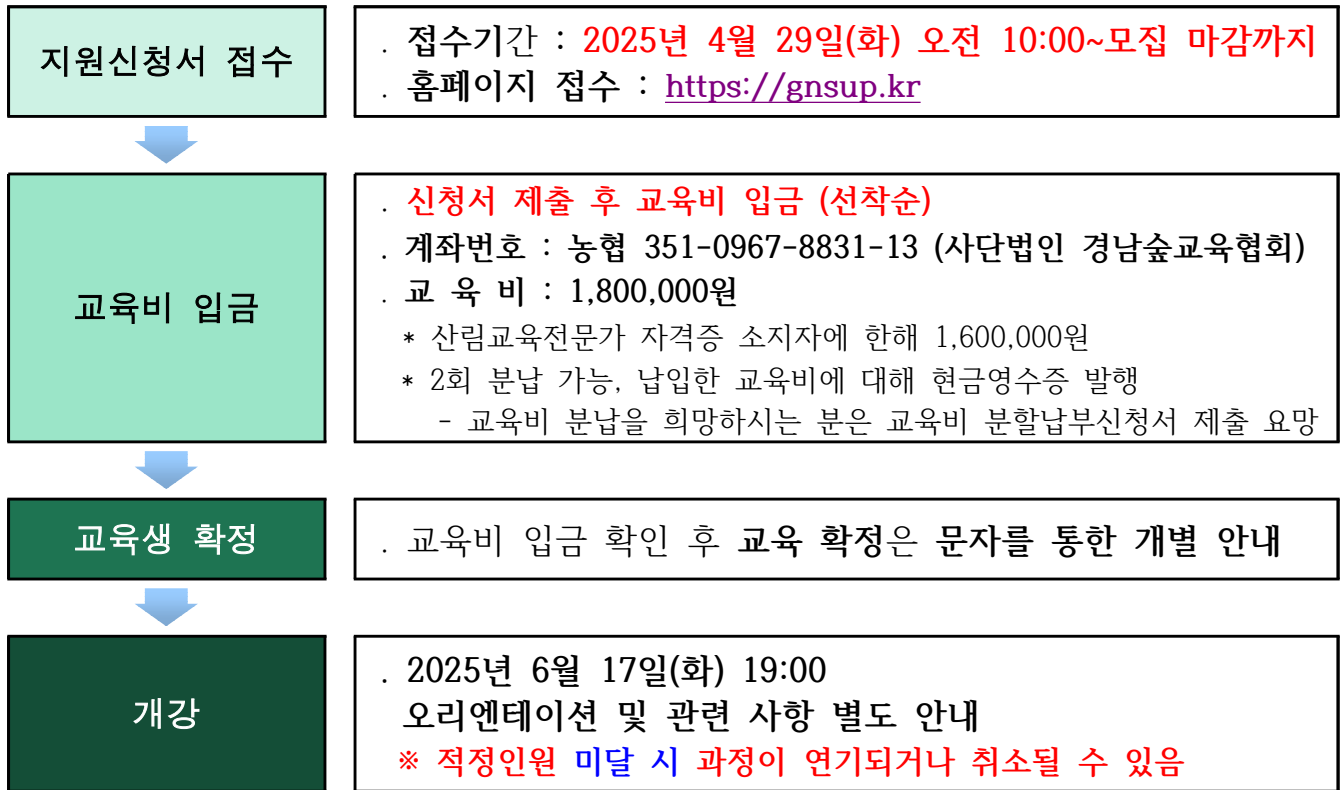 지원신청서 접수
. 접수기간 : 2025년 4월 29일(화) 오전 10:00~모집 마감까지
. 홈페이지 접수 : https://gnsup.kr
교육비 입금
. 신청서 제출 후 교육비 입금 (선착순)
. 계좌번호 : 농협 351-0967-8831-13 (사단법인 경남숲교육협회)
. 교 육 비 : 1,800,000원
* 산림교육전문가 자격증 소지자에 한해 1,600,000원
* 2회 분납 가능, 납입한 교육비에 대해 현금영수증 발행
- 교육비 분납을 희망하시는 분은 교육비 분할납부신청서 제출 요망
교육생 확정
. 교육비 입금 확인 후 교육 확정은 문자를 통한 개별 안내
개강
. 2025년 6월 17일(화) 19:00
오리엔테이션 및 관련 사항 별도 안내
※ 적정인원 미달 시 과정이 연기되거나 취소될 수 있음